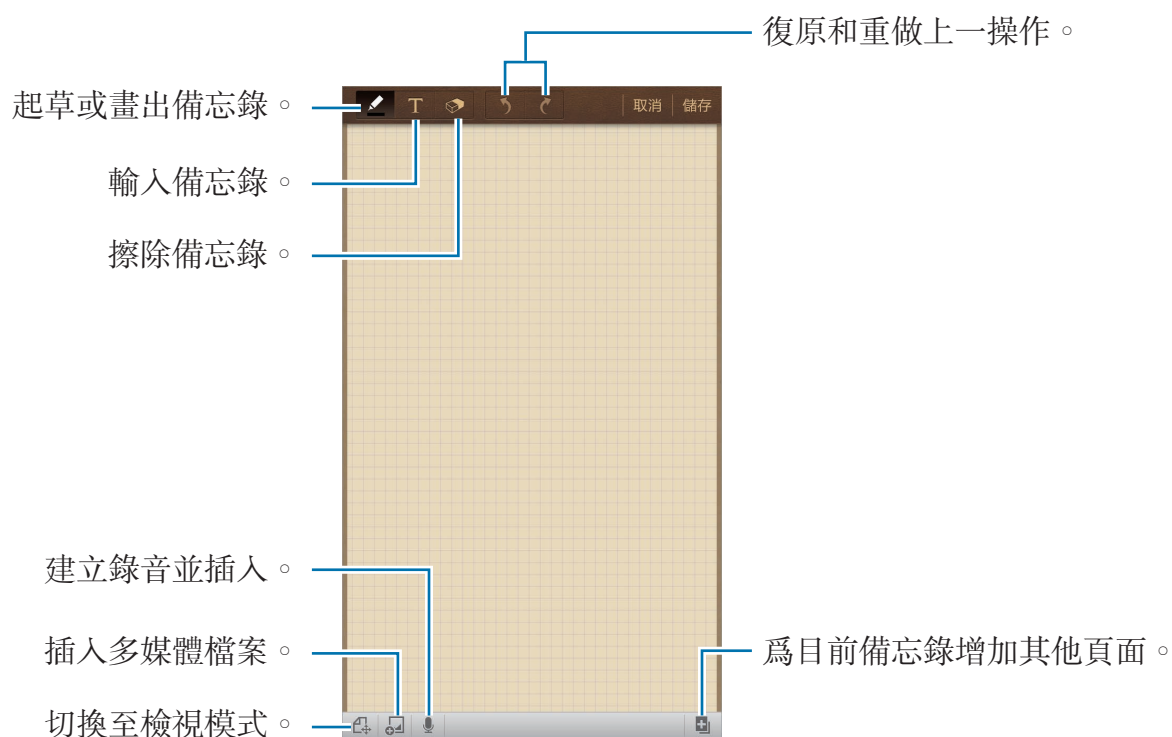 復原和重做上一操作。
起草或畫出備忘錄。
T
取消 儲存
輸入備忘錄。
擦除備忘錄。
建立錄音並插入。
插入多媒體檔案。
爲目前備忘錄增加其他頁面。
切換至檢視模式。